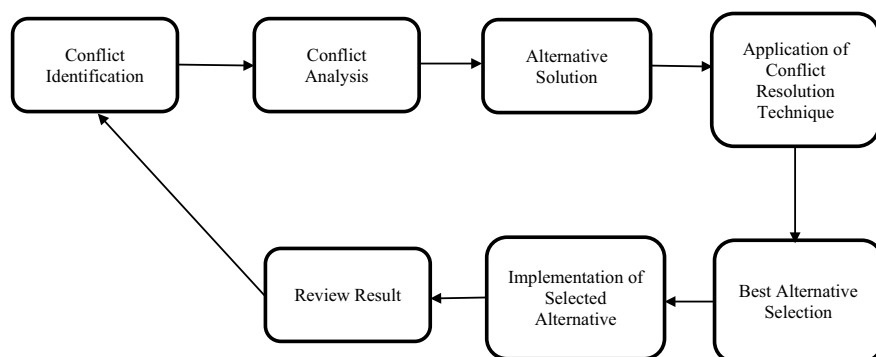 Conflict
Identification
Conflict
Analysis
Alternative
Solution
Application of
Conflict
Resolution
Technique
Best Alternative
Selection
Implementation of
Selected
Alternative
Review Result